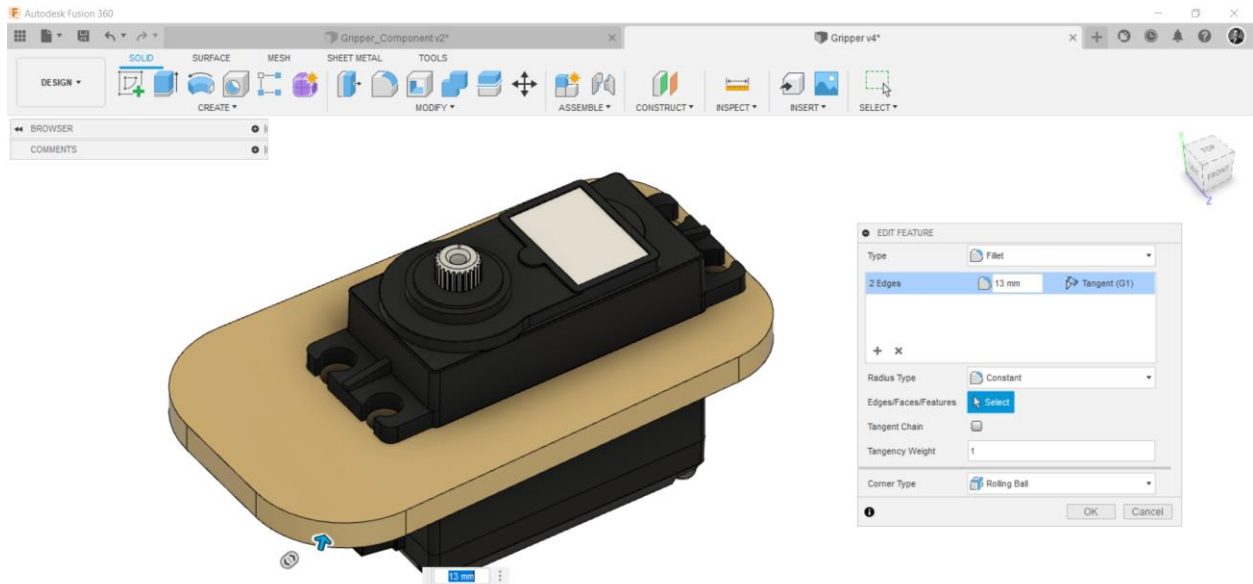 Autodesk Fusion 360
Gripper_Component v2*
Gripper v4*
SOLID SURFACE MESH SHEET METAL TOOLS
DESIGN
CREATE MODIFY ASSEMBLE CONSTRUCT INSPECT INSERT SELECT
BROWSER
COMMENTS
Y
TOP
FRONT
Z
EDIT FEATURE
Type Fillet
2 Edges 13 mm Tangent (G1)
Radius Type Constant
Edges/Faces/Features Select
Tangent Chain
Tangency Weight 1
Corner Type Rolling Ball
OK Cancel
13 mm